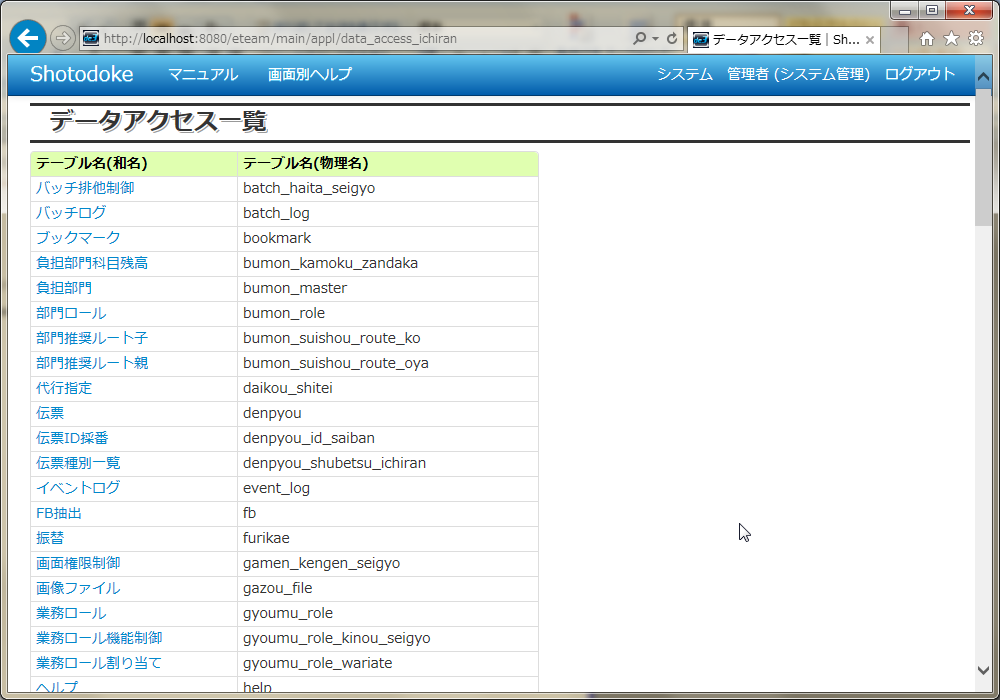 http://localhost:8080/eteam/main/appl/data_access_ichiran
データアクセス一覧 | Sh...
Shotodoke マニュアル 画面別ヘルプ システム 管理者 (システム管理) ログアウト
データアクセス一覧
テーブル名(和名) テーブル名(物理名)
バッチ排他制御 batch_haita_seigyo
バッチログ batch_log
ブックマーク bookmark
負担部門科目残高 bumon_kamoku_zandaka
負担部門 bumon_master
部門ロール bumon_role
部門推奨ルート子 bumon_suishou_route_ko
部門推奨ルート親 bumon_suishou_route_oya
代行指定 daikou_shitei
伝票 denpyou
伝票ID採番 denpyou_id_saiban
伝票種別一覧 denpyou_shubetsu_ichiran
イベントログ event_log
FB抽出 fb
振替 furikae
画面権限制御 gamen_kengen_seigyo
画像ファイル gazou_file
業務ロール gyoumu_role
業務ロール機能制御 gyoumu_role_kinou_seigyo
業務ロール割り当て gyoumu_role_wariate
ヘルプ help